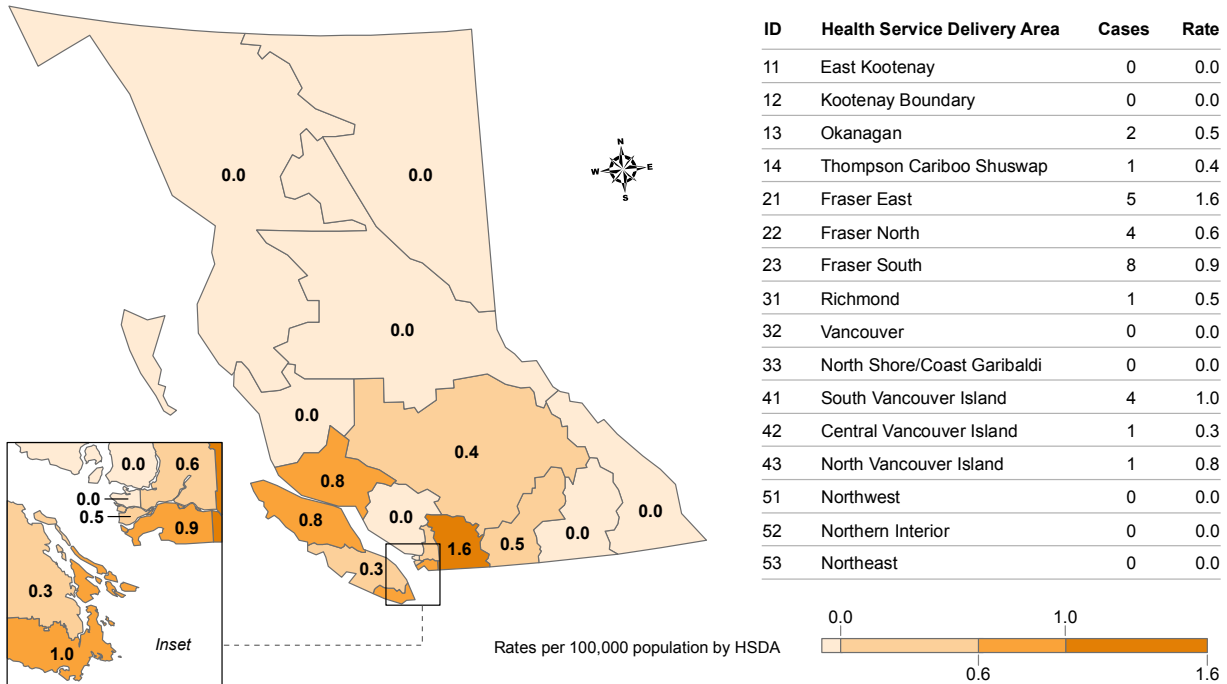 0.0
0.0
0.0
0.0
0.4
0.8
0.8
0.0
0.0
0.0
0.5
1.6
0.3
N
W E
S
0.0 0.6
0.0
0.5
0.9
0.3
1.0
Inset
ID Health Service Delivery Area Cases Rate
11 East Kootenay 0 0.0
12 Kootenay Boundary 0 0.0
13 Okanagan 2 0.5
14 Thompson Cariboo Shuswap 1 0.4
21 Fraser East 5 1.6
22 Fraser North 4 0.6
23 Fraser South 8 0.9
31 Richmond 1 0.5
32 Vancouver 0 0.0
33 North Shore/Coast Garibaldi 0 0.0
41 South Vancouver Island 4 1.0
42 Central Vancouver Island 1 0.3
43 North Vancouver Island 1 0.8
51 Northwest 0 0.0
52 Northern Interior 0 0.0
53 Northeast 0 0.0
Rates per 100,000 population by HSDA
0.0 1.0
0.6 1.6